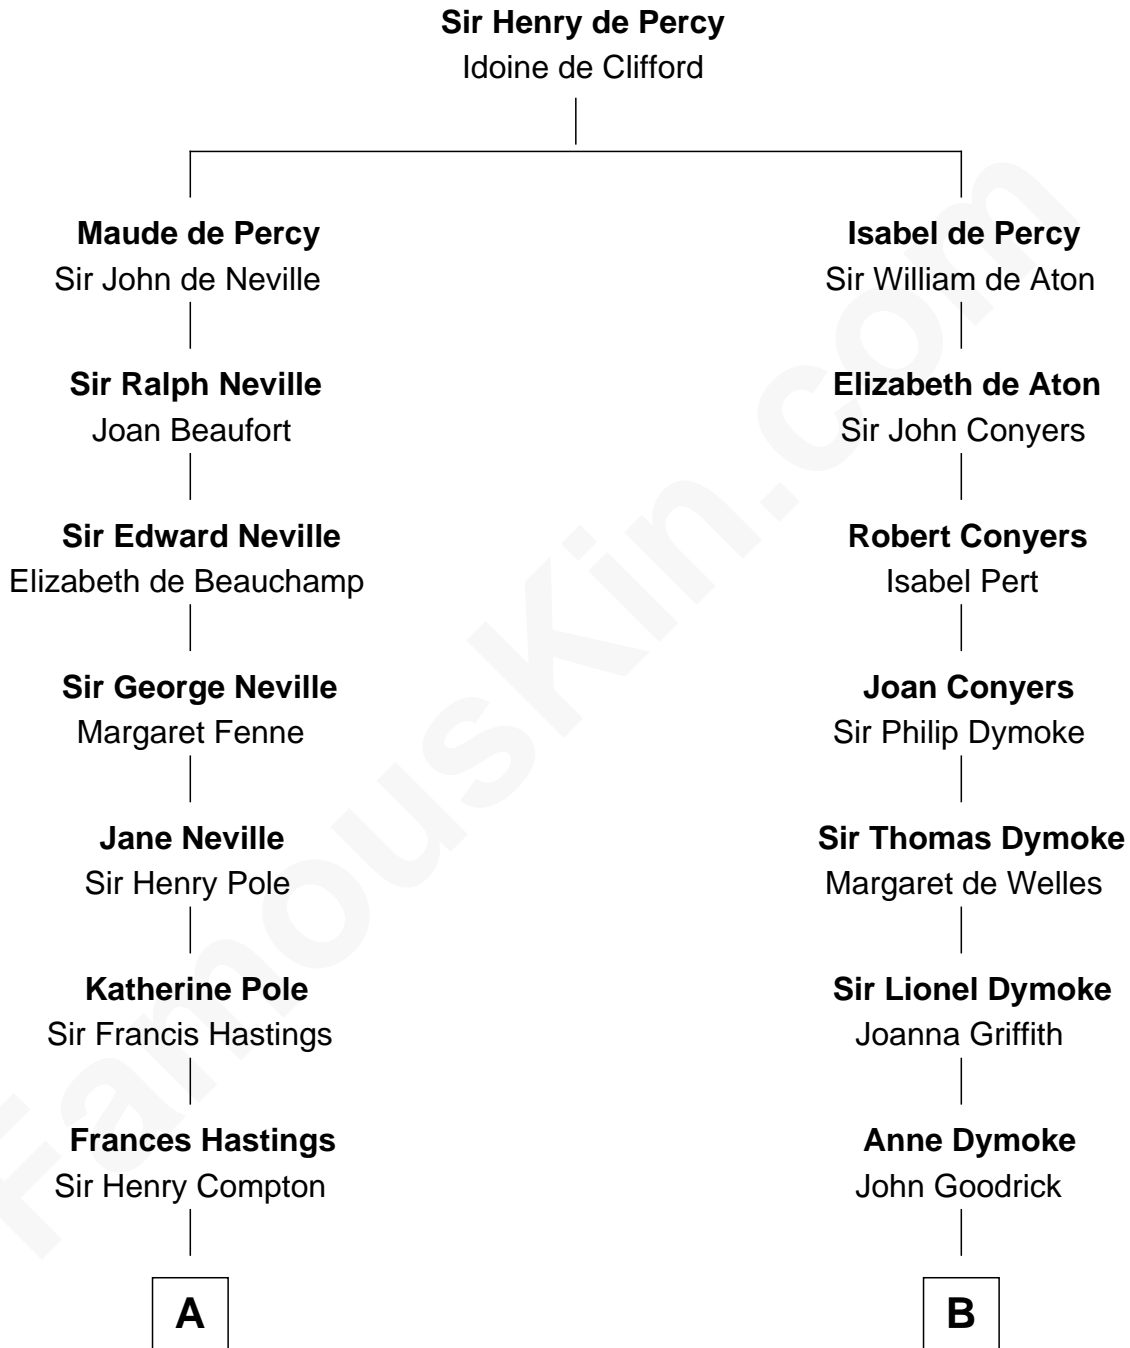 Sir Henry de Percy
Idoine de Clifford
Maude de Percy
Sir John de Neville
Isabel de Percy
Sir William de Aton
Sir Ralph Neville
Joan Beaufort
Elizabeth de Aton
Sir John Conyers
Sir Edward Neville
Elizabeth de Beauchamp
Robert Conyers
Isabel Pert
Sir George Neville
Margaret Fenne
Joan Conyers
Sir Philip Dymoke
Jane Neville
Sir Henry Pole
Sir Thomas Dymoke
Margaret de Welles
Katherine Pole
Sir Francis Hastings
Sir Lionel Dymoke
Joanna Griffith
Frances Hastings
Sir Henry Compton
Anne Dymoke
John Goodrick
A
B
FamousKin.com